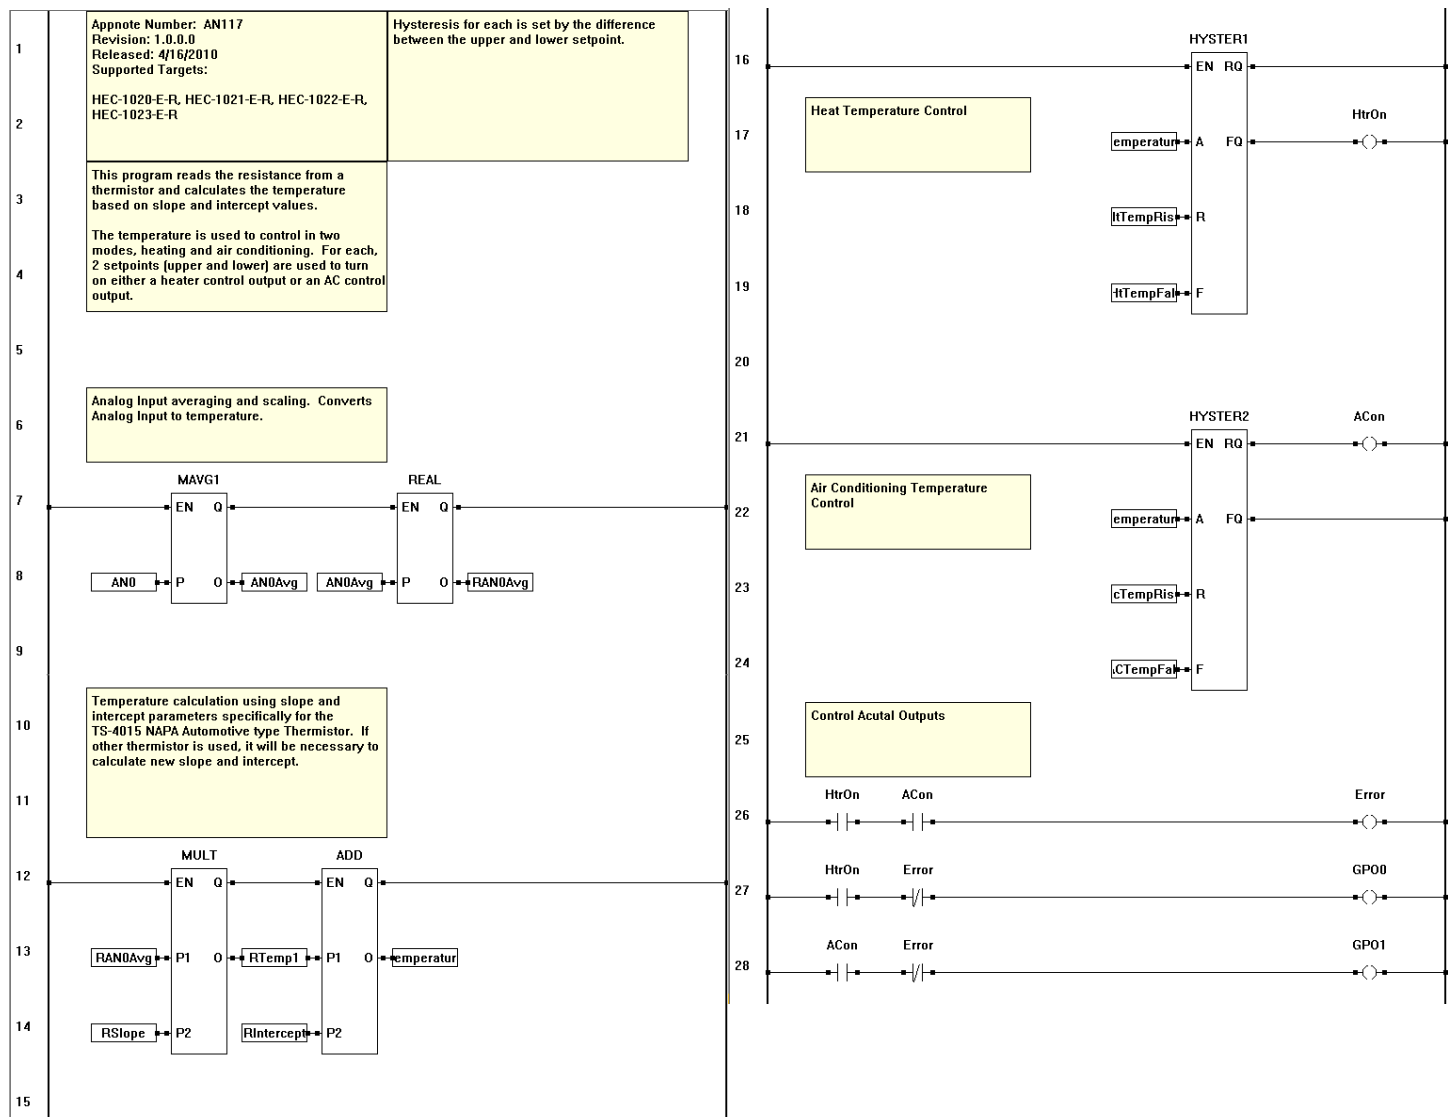 1
Appnote Number: AN117
Revision: 1.0.0.0
Released: 4/16/2010
Supported Targets:
2
HEC-1020-E-R, HEC-1021-E-R, HEC-1022-E-R,
HEC-1023-E-R
Hysteresis for each is set by the difference
between the upper and lower setpoint.
3
This program reads the resistance from a
thermistor and calculates the temperature
based on slope and intercept values.
4
The temperature is used to control in two
modes, heating and air conditioning. For each,
2 setpoints (upper and lower) are used to turn
on either a heater control output or an AC control
output.
5
6
Analog Input averaging and scaling. Converts
Analog Input to temperature.
MAVG1 REAL
7 EN Q EN Q
8 AN0 P O AN0Avg AN0Avg P O RAN0Avg
9
10
Temperature calculation using slope and
intercept parameters specifically for the
TS-4015 NAPA Automotive type Thermistor. If
other thermistor is used, it will be necessary to
calculate new slope and intercept.
11
MULT ADD
12 EN Q EN Q
13 RAN0Avg P1 O RTemp1 P1 O emperatur
14 RSlope P2 RIntercept P2
15
HYSTER1
16 EN RQ
Heat Temperature Control
HtrOn
17 emperatur A FQ
18 ItTempRis R
19 HtTempFal F
20
HYSTER2 ACon
21 EN RQ
Air Conditioning Temperature
Control
22 emperatur A FQ
23 cTempRis R
24 CTempFal F
Control Acutal Outputs
25
HtrOn ACon Error
26
HtrOn Error GPO0
27
ACon Error GPO1
28